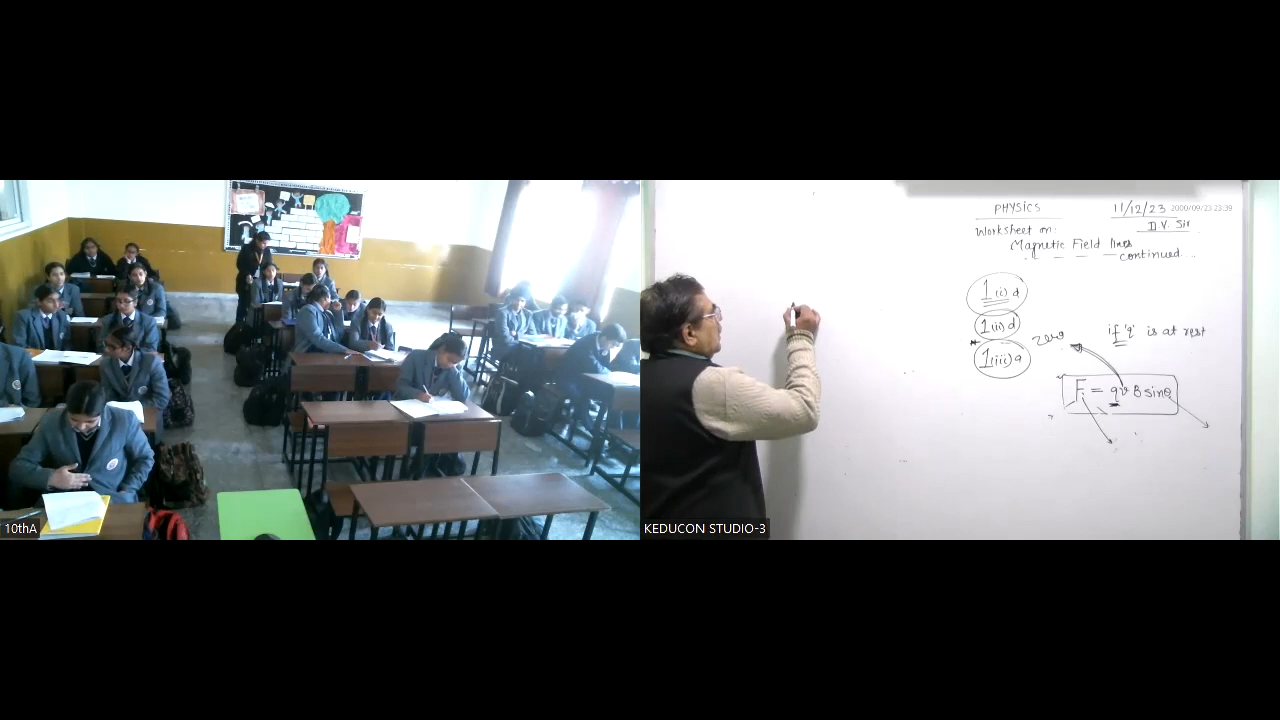 PHYSICS
11/12/23 2000/09/23 23:39
D.V. Sir
Worksheet on:
Magnetic Field lines
continued....
1(i) d
1(ii) d
1(iii) a
zero
if 'q' is at rest
F = qvB sinθ
10thA
KEDUCON STUDIO-3